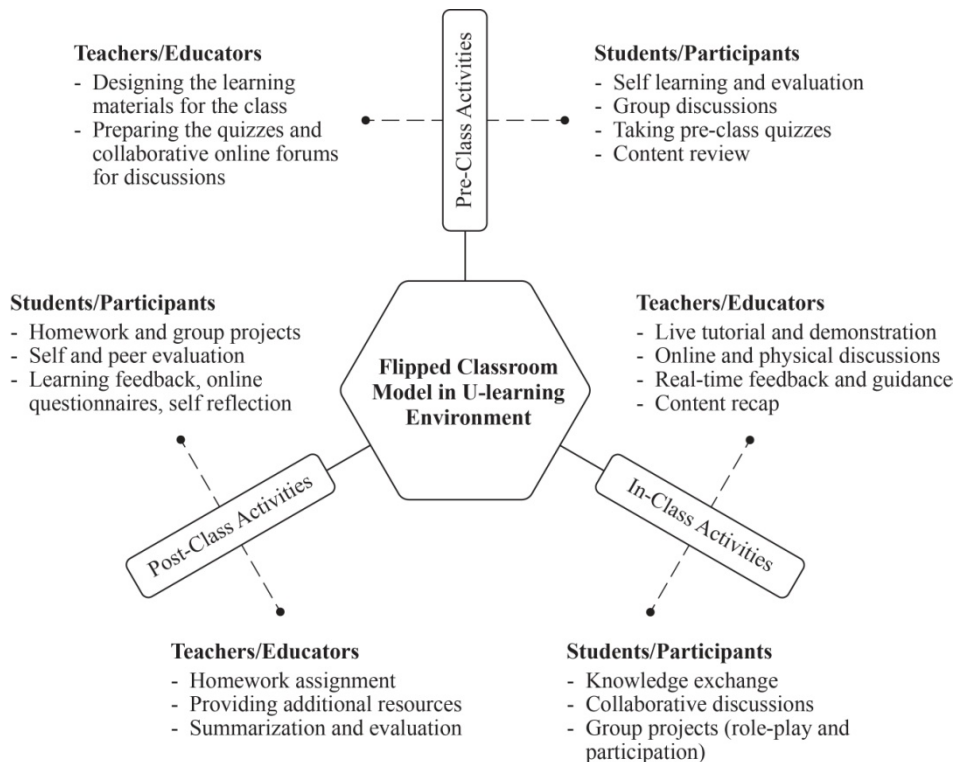 Teachers/Educators
- Designing the learning
materials for the class
- Preparing the quizzes and
collaborative online forums
for discussions
Pre-Class Activities
Students/Participants
- Self learning and evaluation
- Group discussions
- Taking pre-class quizzes
- Content review
Students/Participants
- Homework and group projects
- Self and peer evaluation
- Learning feedback, online
questionnaires, self reflection
Flipped Classroom
Model in U-learning
Environment
Teachers/Educators
- Live tutorial and demonstration
- Online and physical discussions
- Real-time feedback and guidance
- Content recap
Post-Class Activities
In-Class Activities
Teachers/Educators
- Homework assignment
- Providing additional resources
- Summarization and evaluation
Students/Participants
- Knowledge exchange
- Collaborative discussions
- Group projects (role-play and
participation)